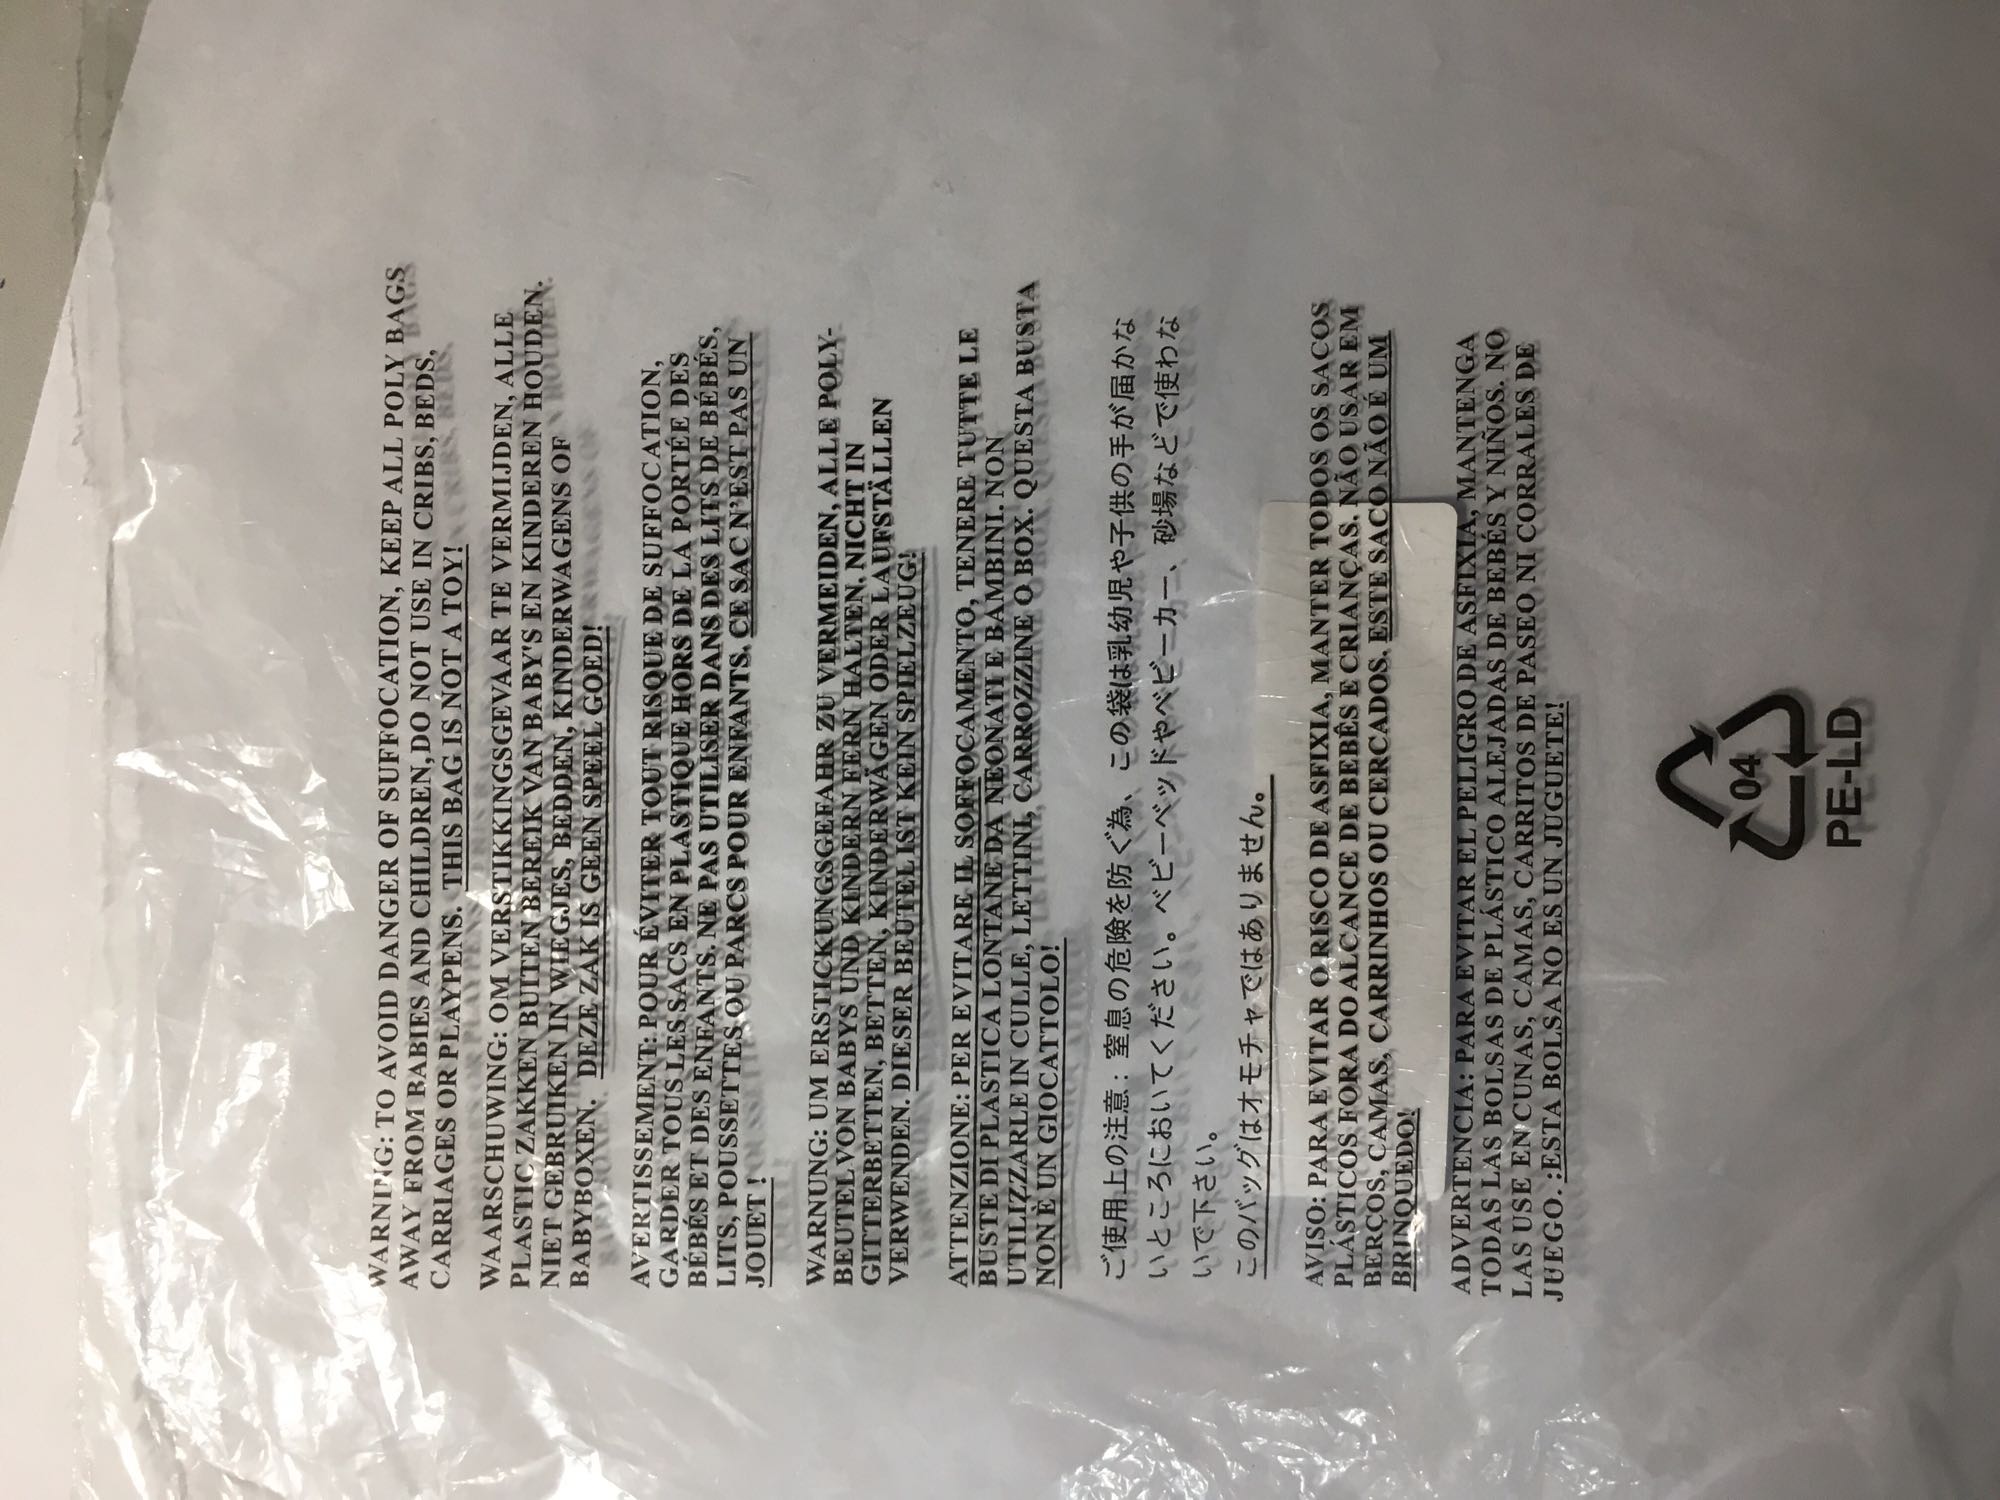 WARNING: TO AVOID DANGER OF SUFFOCATION, KEEP ALL POLY BAGS
AWAY FROM BABIES AND CHILDREN,DO NOT USE IN CRIBS, BEDS,
CARRIAGES OR PLAYPENS. THIS BAG IS NOT A TOY!
WAARSCHUWING: OM VERSTIKKINGSGEVAAR TE VERMIJDEN, ALLE
PLASTIC ZAKKEN BUITEN BEREIK VAN BABY'S EN KINDEREN HOUDEN.
NIET GEBRUIKEN IN WIEGJES, BEDDEN, KINDERWAGENS OF
BABYBOXEN. DEZE ZAK IS GEEN SPEEL GOED!
AVERTISSEMENT: POUR ÉVITER TOUT RISQUE DE SUFFOCATION,
GARDER TOUS LES SACS EN PLASTIQUE HORS DE LA PORTÉE DES
BÉBÉS ET DES ENFANTS. NE PAS UTILISER DANS DES LITS DE BÉBÉS,
LITS, POUSSETTES OU PARCS POUR ENFANTS. CE SAC N'EST PAS UN
JOUET !
WARNUNG: UM ERSTICKUNGSGEFAHR ZU VERMEIDEN, ALLE POLY-
BEUTEL VON BABYS UND KINDERN FERN HALTEN. NICHT IN
GITTERBETTEN, BETTEN, KINDERWÄGEN ODER LAUFSTÄLLEN
VERWENDEN. DIESER BEUTEL IST KEIN SPIELZEUG!
ATTENZIONE: PER EVITARE IL SOFFOCAMENTO, TENERE TUTTE LE
BUSTE DI PLASTICA LONTANE DA NEONATI E BAMBINI. NON
UTILIZZARLE IN CULLE, LETTINI, CARROZZINE O BOX. QUESTA BUSTA
NON È UN GIOCATTOLO!
ご使用上の注意：窒息の危険を防ぐ為、この袋は乳幼児や子供の手が届かな
いところにおいてください。ベビーベッドやベビーカー、砂場などで使わな
いで下さい。
このバッグはオモチャではありません。
AVISO: PARA EVITAR O RISCO DE ASFIXIA, MANTER TODOS OS SACOS
PLÁSTICOS FORA DO ALCANCE DE BEBÊS E CRIANÇAS. NÃO USAR EM
BERÇOS, CAMAS, CARRINHOS OU CERCADOS. ESTE SACO NÃO É UM
BRINQUEDO!
ADVERTENCIA: PARA EVITAR EL PELIGRO DE ASFIXIA, MANTENGA
TODAS LAS BOLSAS DE PLÁSTICO ALEJADAS DE BEBÉS Y NIÑOS. NO
LAS USE EN CUNAS, CAMAS, CARRITOS DE PASEO NI CORRALES DE
JUEGO. :ESTA BOLSA NO ES UN JUGUETE!
04
PE-LD